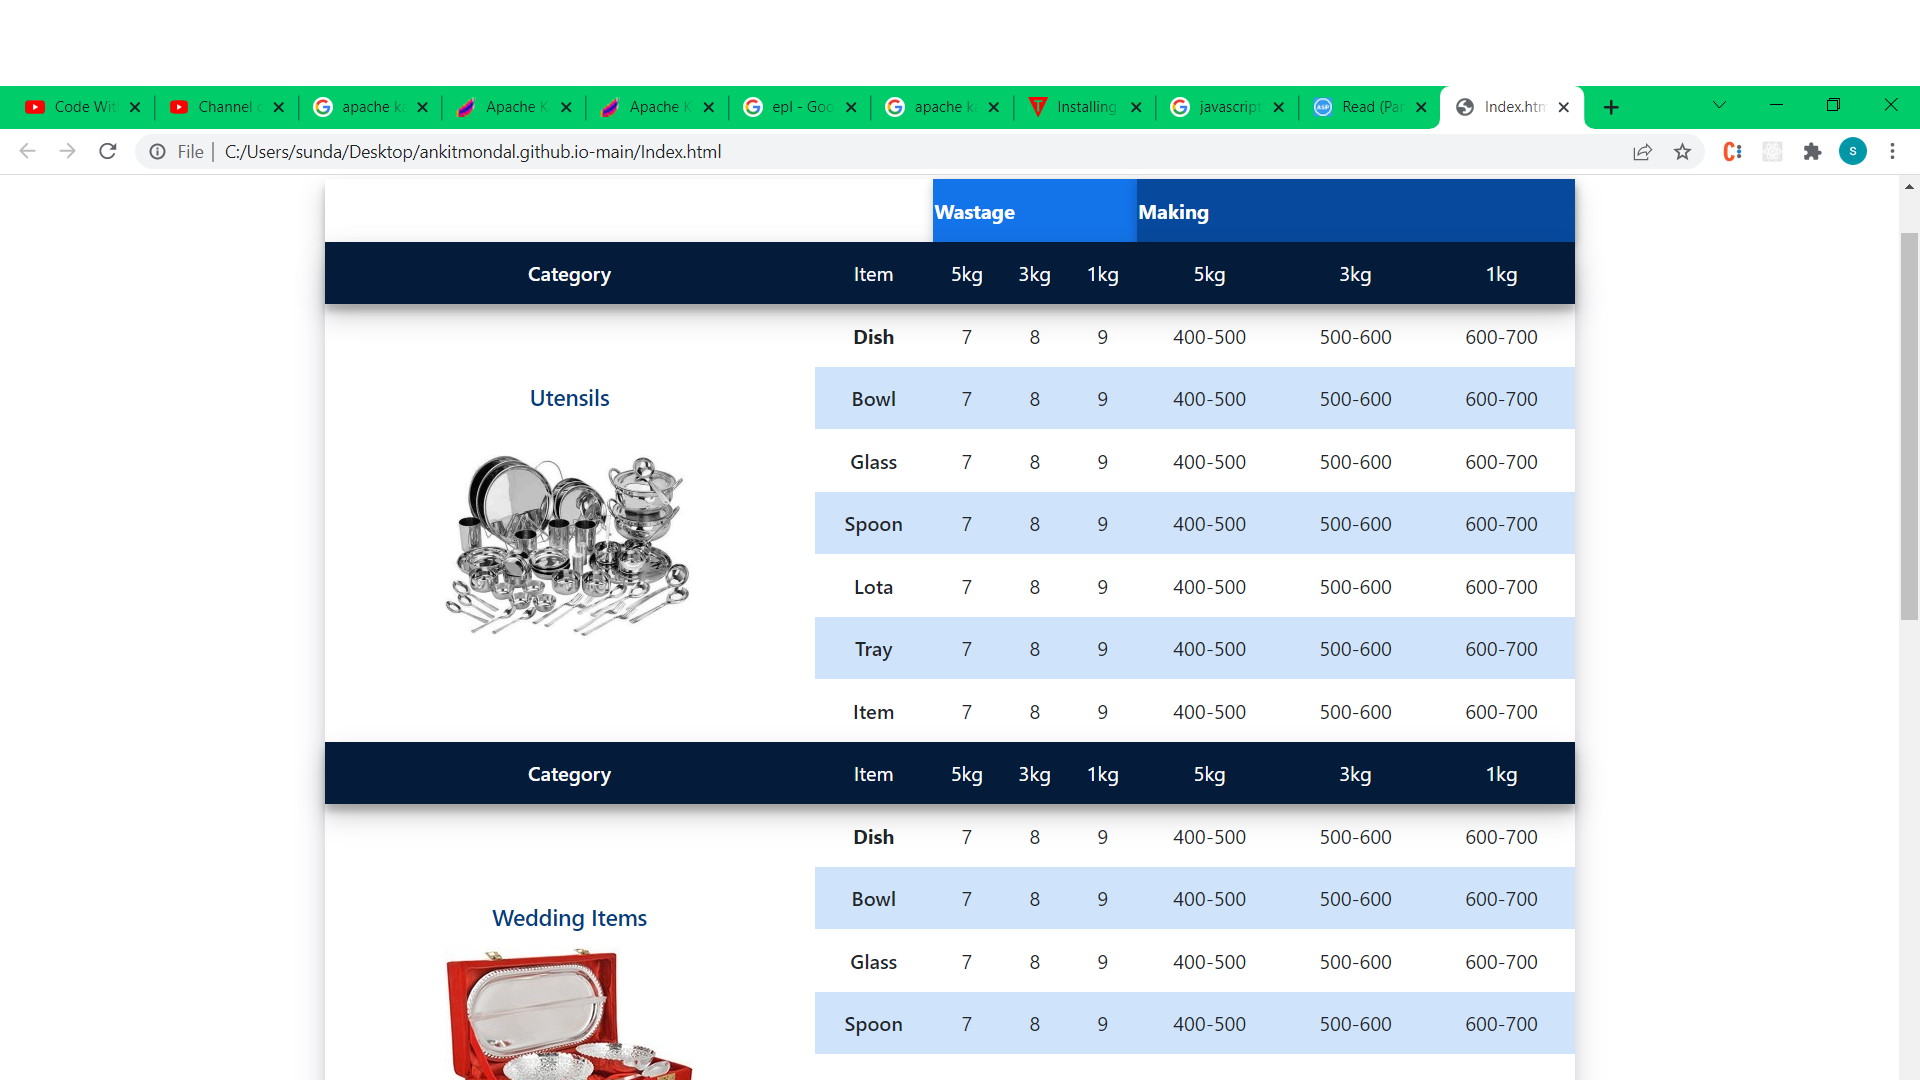 Code Wit Channel apache k Apache K Apache K epl - Goo apache k Installing javascript Read (Par Index.htm
File C:/Users/sunda/Desktop/ankitmondal.github.io-main/Index.html S
Wastage Making
Category Item 5kg 3kg 1kg 5kg 3kg 1kg
Dish 7 8 9 400-500 500-600 600-700
Utensils
Bowl 7 8 9 400-500 500-600 600-700
Glass 7 8 9 400-500 500-600 600-700
Spoon 7 8 9 400-500 500-600 600-700
Lota 7 8 9 400-500 500-600 600-700
Tray 7 8 9 400-500 500-600 600-700
Item 7 8 9 400-500 500-600 600-700
Category Item 5kg 3kg 1kg 5kg 3kg 1kg
Dish 7 8 9 400-500 500-600 600-700
Bowl 7 8 9 400-500 500-600 600-700
Wedding Items
Glass 7 8 9 400-500 500-600 600-700
Spoon 7 8 9 400-500 500-600 600-700